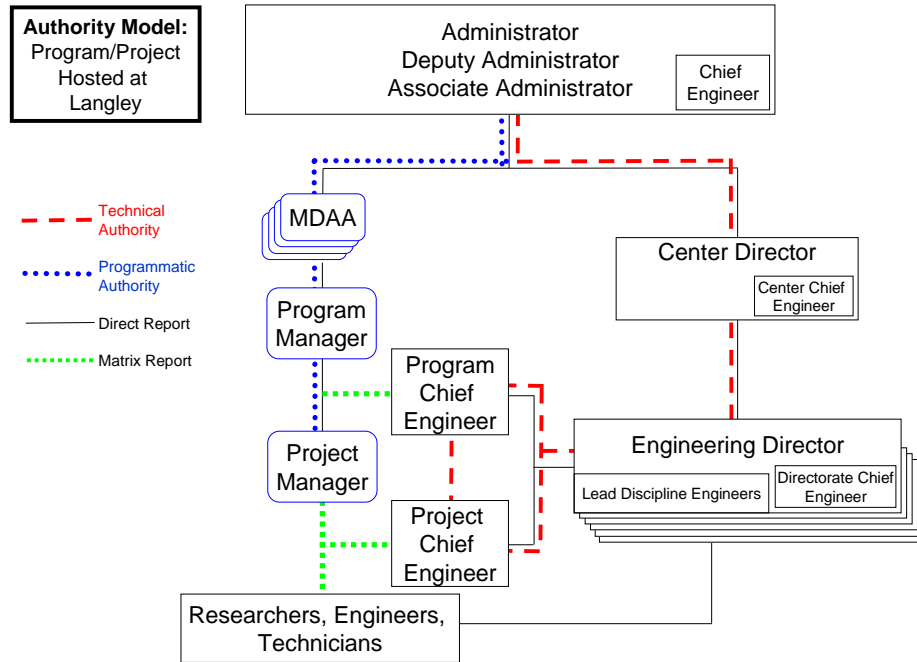 Authority Model:
Program/Project
Hosted at
Langley
Administrator
Deputy Administrator
Associate Administrator
Chief
Engineer
Technical
Authority
Programmatic
Authority
Direct Report
Matrix Report
MDAA
Center Director
Center Chief
Engineer
Program
Manager
Program
Chief
Engineer
Project
Manager
Engineering Director
Lead Discipline Engineers
Directorate Chief
Engineer
Project
Chief
Engineer
Researchers, Engineers,
Technicians